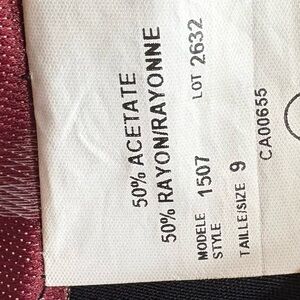 50% ACETATE
50% RAYON/RAYONNE
MODELE 1507 LOT 2632
STYLE
TAILLE/SIZE 9
CA00655